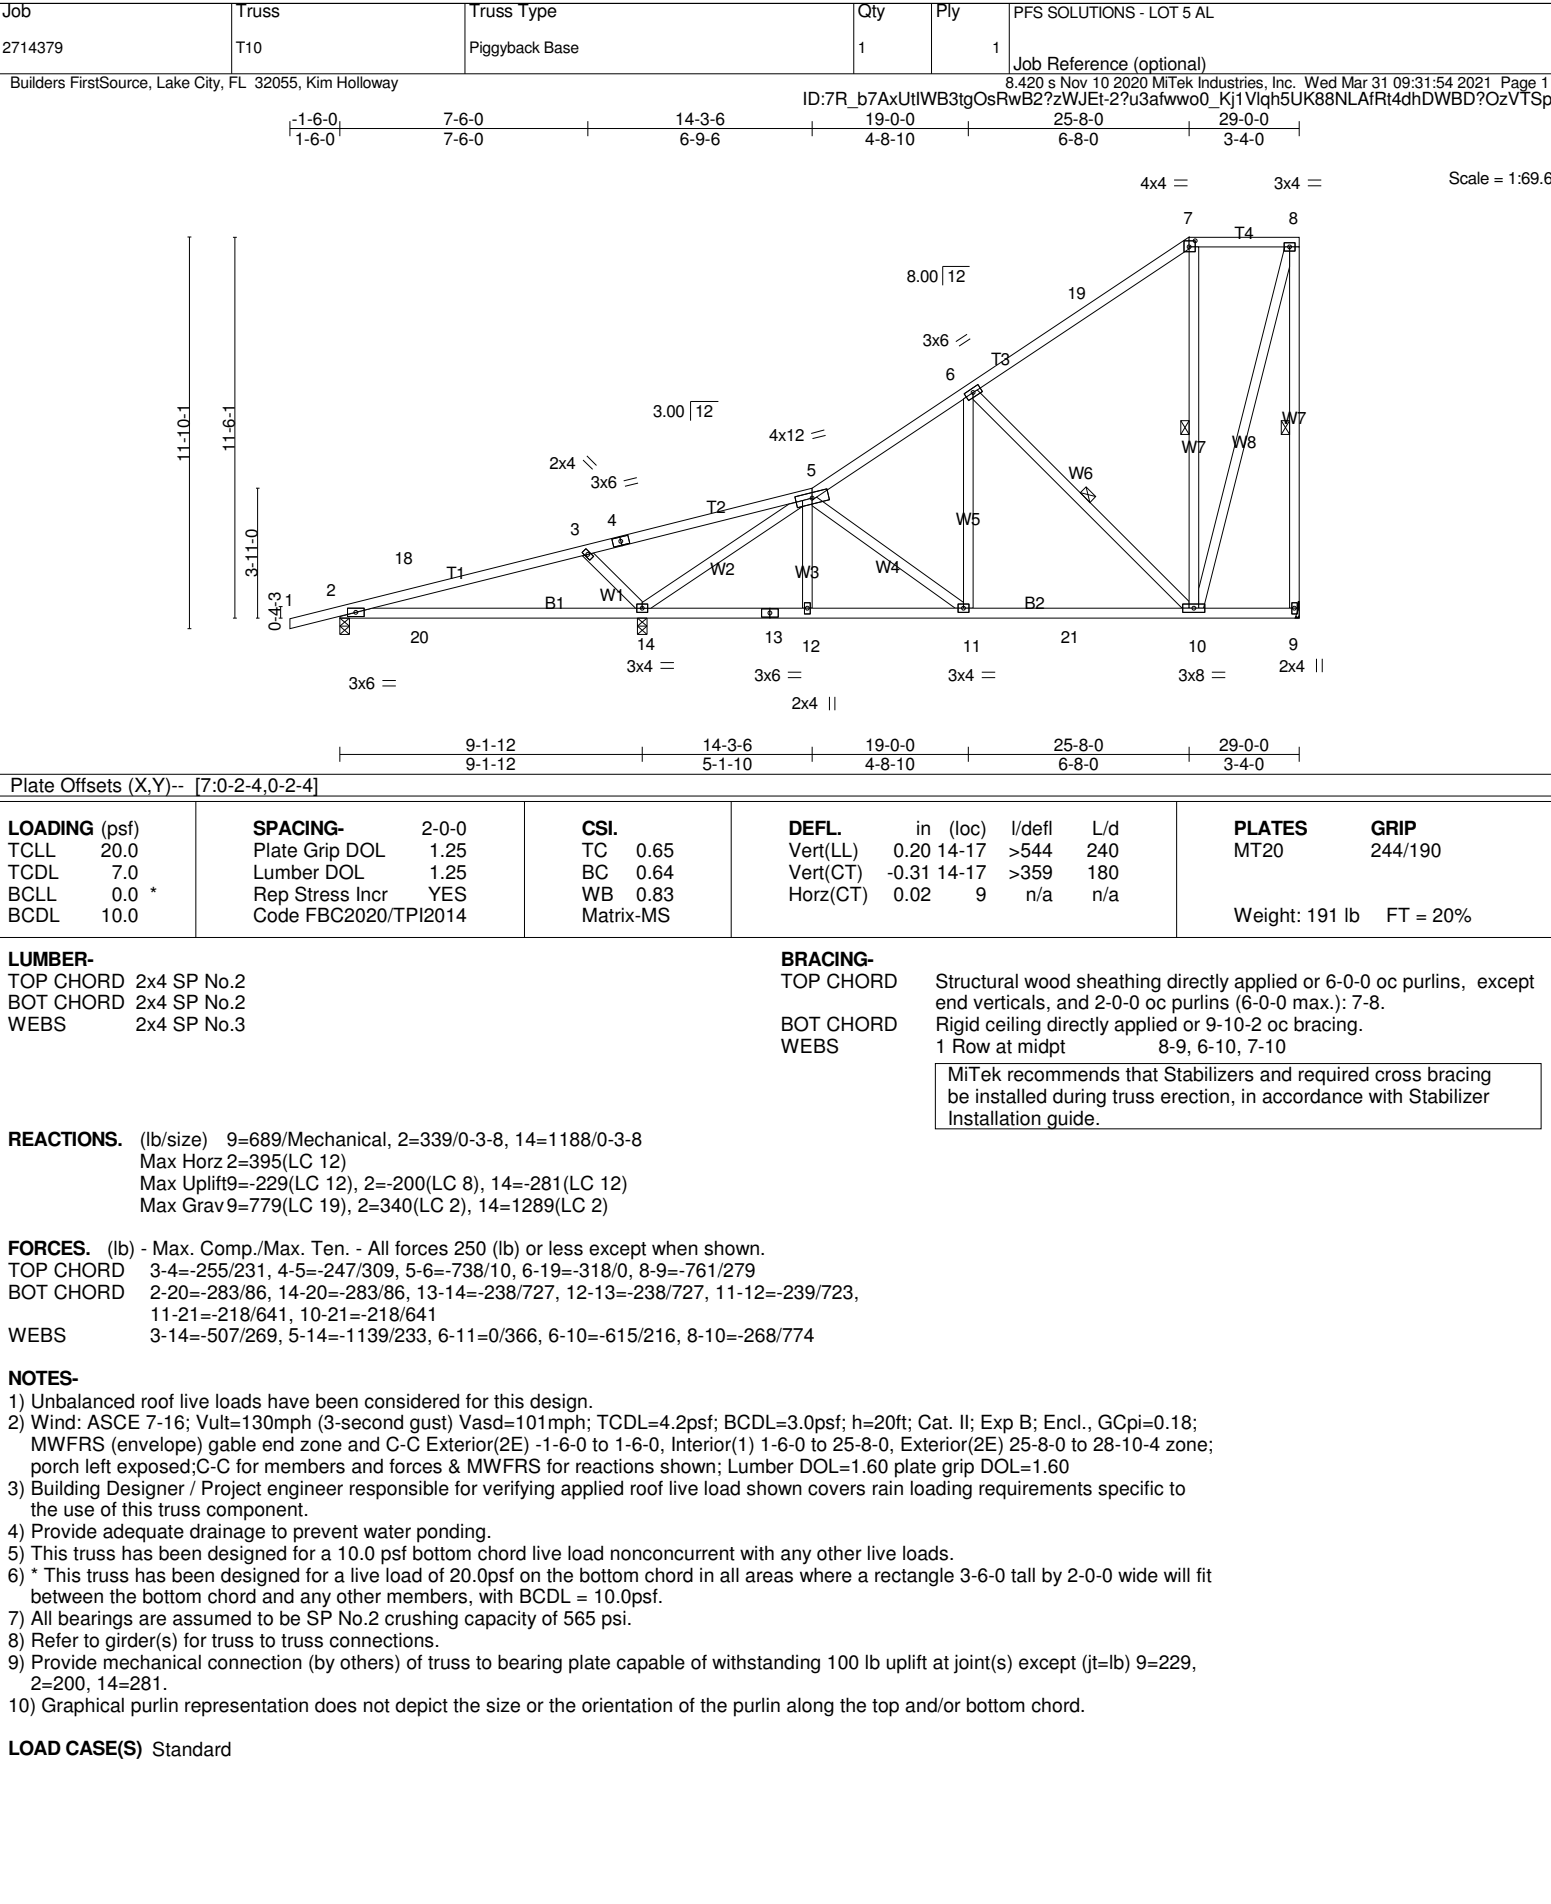 Job Truss Truss Type Qty Ply PFS SOLUTIONS - LOT 5 AL
2714379 T10 Piggyback Base 1 1
Job Reference (optional)
Builders FirstSource, Lake City, FL 32055, Kim Holloway 8.420 s Nov 10 2020 MiTek Industries, Inc. Wed Mar 31 09:31:54 2021 Page 1
ID:7R_b7AxUtIWB3tgOsRwB2?zWJEt-2?u3afwwo0_Kj1Vlqh5UK88NLAfRt4dhDWBD?OzVTSp
-1-6-0 7-6-0 14-3-6 19-0-0 25-8-0 29-0-0
1-6-0 7-6-0 6-9-6 4-8-10 6-8-0 3-4-0
Scale = 1:69.6
4x4 = 3x4 =
7 8
T4
8.00 12
19
3x6
T3
6
3.00 12
11-10-1
11-6-1
W7
4x12
W7
W8
2x4
5
W6
3x6
T2
W5
4
3
3-11-0
18
W2 W3 W4
T1
W1
2
0-4-3
1
B1 B2
20 14 13 12 11 21 10 9
3x4 = 3x6 = 3x4 = 3x8 = 2x4 ||
3x6 =
2x4 ||
9-1-12 14-3-6 19-0-0 25-8-0 29-0-0
9-1-12 5-1-10 4-8-10 6-8-0 3-4-0
Plate Offsets (X,Y)-- [7:0-2-4,0-2-4]
LOADING (psf) SPACING- 2-0-0 CSI. DEFL. in (loc) l/defl L/d PLATES GRIP
TCLL 20.0 Plate Grip DOL 1.25 TC 0.65 Vert(LL) 0.20 14-17 >544 240 MT20 244/190
TCDL 7.0 Lumber DOL 1.25 BC 0.64 Vert(CT) -0.31 14-17 >359 180
BCLL 0.0 * Rep Stress Incr YES WB 0.83 Horz(CT) 0.02 9 n/a n/a
BCDL 10.0 Code FBC2020/TPI2014 Matrix-MS Weight: 191 lb FT = 20%
LUMBER-
TOP CHORD 2x4 SP No.2
BOT CHORD 2x4 SP No.2
WEBS 2x4 SP No.3
BRACING-
TOP CHORD Structural wood sheathing directly applied or 6-0-0 oc purlins, except
end verticals, and 2-0-0 oc purlins (6-0-0 max.): 7-8.
BOT CHORD Rigid ceiling directly applied or 9-10-2 oc bracing.
WEBS 1 Row at midpt 8-9, 6-10, 7-10
MiTek recommends that Stabilizers and required cross bracing
be installed during truss erection, in accordance with Stabilizer
Installation guide.
REACTIONS. (lb/size) 9=689/Mechanical, 2=339/0-3-8, 14=1188/0-3-8
Max Horz 2=395(LC 12)
Max Uplift9=-229(LC 12), 2=-200(LC 8), 14=-281(LC 12)
Max Grav9=779(LC 19), 2=340(LC 2), 14=1289(LC 2)
FORCES. (lb) - Max. Comp./Max. Ten. - All forces 250 (lb) or less except when shown.
TOP CHORD 3-4=-255/231, 4-5=-247/309, 5-6=-738/10, 6-19=-318/0, 8-9=-761/279
BOT CHORD 2-20=-283/86, 14-20=-283/86, 13-14=-238/727, 12-13=-238/727, 11-12=-239/723,
11-21=-218/641, 10-21=-218/641
WEBS 3-14=-507/269, 5-14=-1139/233, 6-11=0/366, 6-10=-615/216, 8-10=-268/774
NOTES-
1) Unbalanced roof live loads have been considered for this design.
2) Wind: ASCE 7-16; Vult=130mph (3-second gust) Vasd=101mph; TCDL=4.2psf; BCDL=3.0psf; h=20ft; Cat. II; Exp B; Encl., GCpi=0.18;
MWFRS (envelope) gable end zone and C-C Exterior(2E) -1-6-0 to 1-6-0, Interior(1) 1-6-0 to 25-8-0, Exterior(2E) 25-8-0 to 28-10-4 zone;
porch left exposed;C-C for members and forces & MWFRS for reactions shown; Lumber DOL=1.60 plate grip DOL=1.60
3) Building Designer / Project engineer responsible for verifying applied roof live load shown covers rain loading requirements specific to
the use of this truss component.
4) Provide adequate drainage to prevent water ponding.
5) This truss has been designed for a 10.0 psf bottom chord live load nonconcurrent with any other live loads.
6) * This truss has been designed for a live load of 20.0psf on the bottom chord in all areas where a rectangle 3-6-0 tall by 2-0-0 wide will fit
between the bottom chord and any other members, with BCDL = 10.0psf.
7) All bearings are assumed to be SP No.2 crushing capacity of 565 psi.
8) Refer to girder(s) for truss to truss connections.
9) Provide mechanical connection (by others) of truss to bearing plate capable of withstanding 100 lb uplift at joint(s) except (jt=lb) 9=229,
2=200, 14=281.
10) Graphical purlin representation does not depict the size or the orientation of the purlin along the top and/or bottom chord.
LOAD CASE(S) Standard